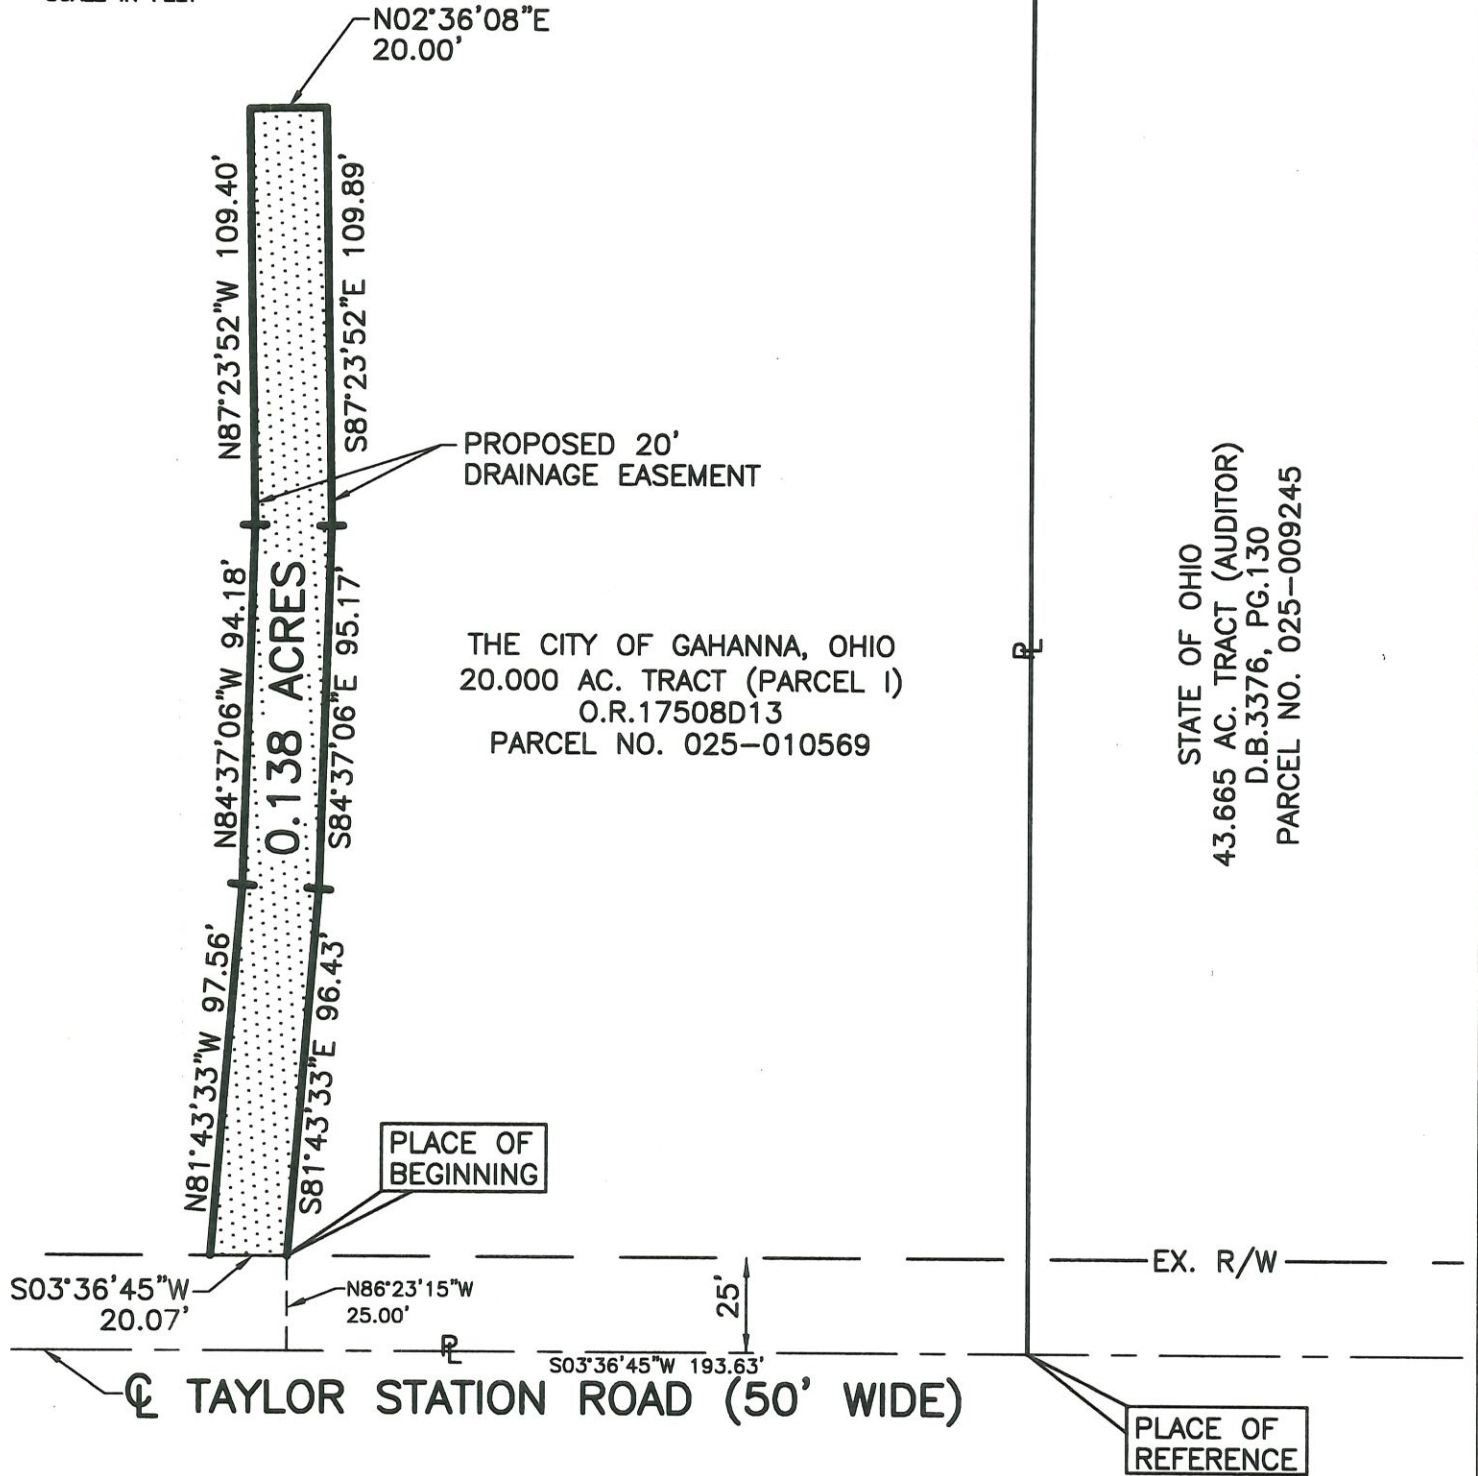 N02°36'08"E
20.00'
N87°23'52"W 109.40'
S87°23'52"E 109.89'
PROPOSED 20'
DRAINAGE EASEMENT
N84°37'06"W 94.18'
0.138 ACRES
S84°37'06"E 95.17'
THE CITY OF GAHANNA, OHIO
20.000 AC. TRACT (PARCEL I)
O.R.17508D13
PARCEL NO. 025-010569
STATE OF OHIO
43.665 AC. TRACT (AUDITOR)
D.B.3376, PG.130
PARCEL NO. 025-009245
PL
N81°43'33"W 97.56'
S81°43'33"E 96.43'
PLACE OF
BEGINNING
EX. R/W
S03°36'45"W
20.07'
N86°23'15"W
25.00'
25'
PL
S03°36'45"W 193.63'
CL TAYLOR STATION ROAD (50' WIDE)
PLACE OF
REFERENCE